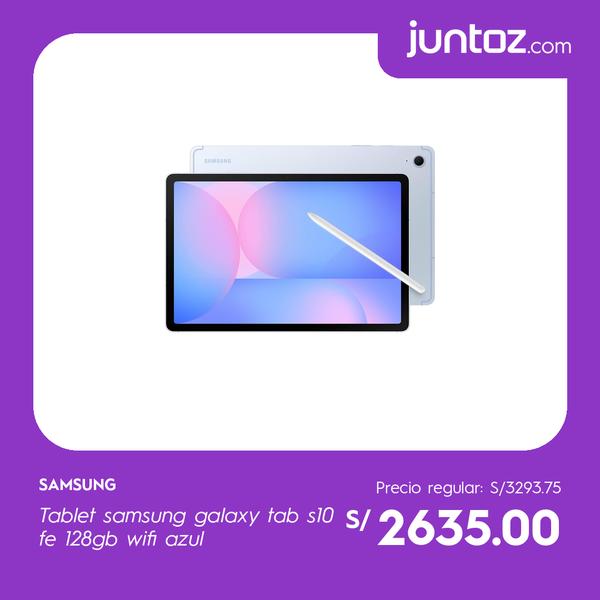 juntoz.com
SAMSUNG
SAMSUNG
Tablet samsung galaxy tab s10
fe 128gb wifi azul
Precio regular: S/3293.75
S/ 2635.00